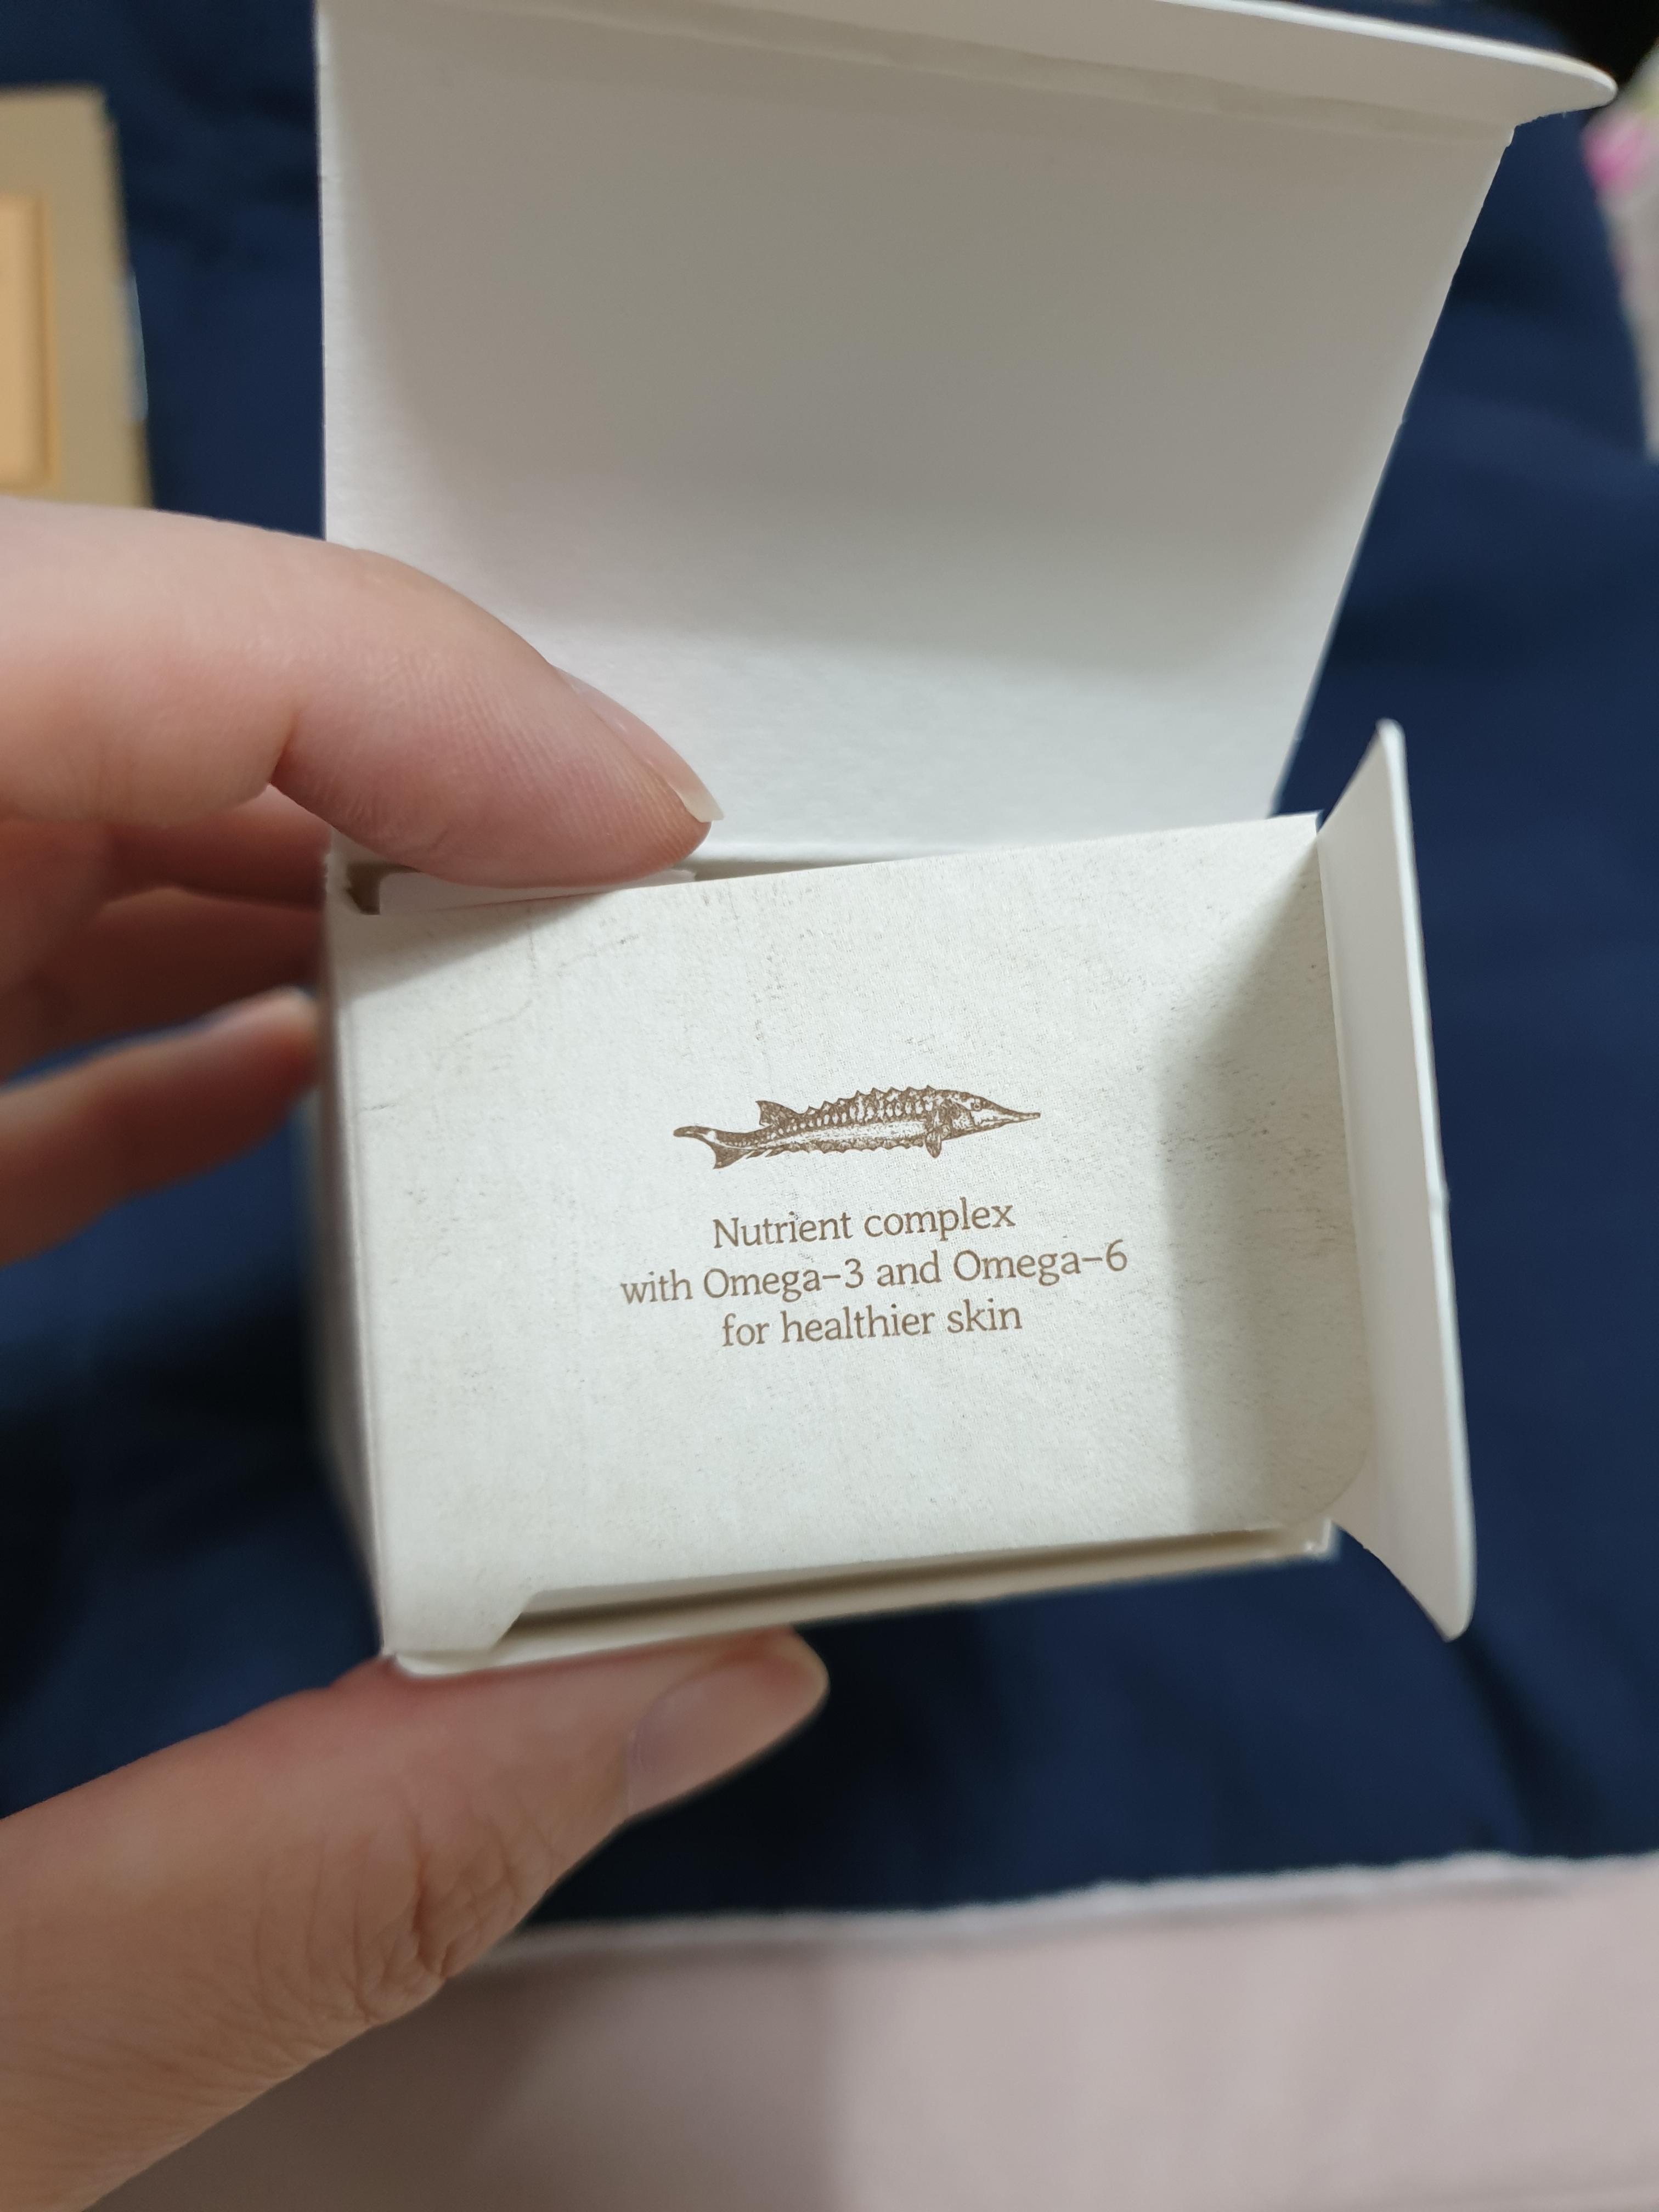 Nutrient complex
with Omega-3 and Omega-6
for healthier skin